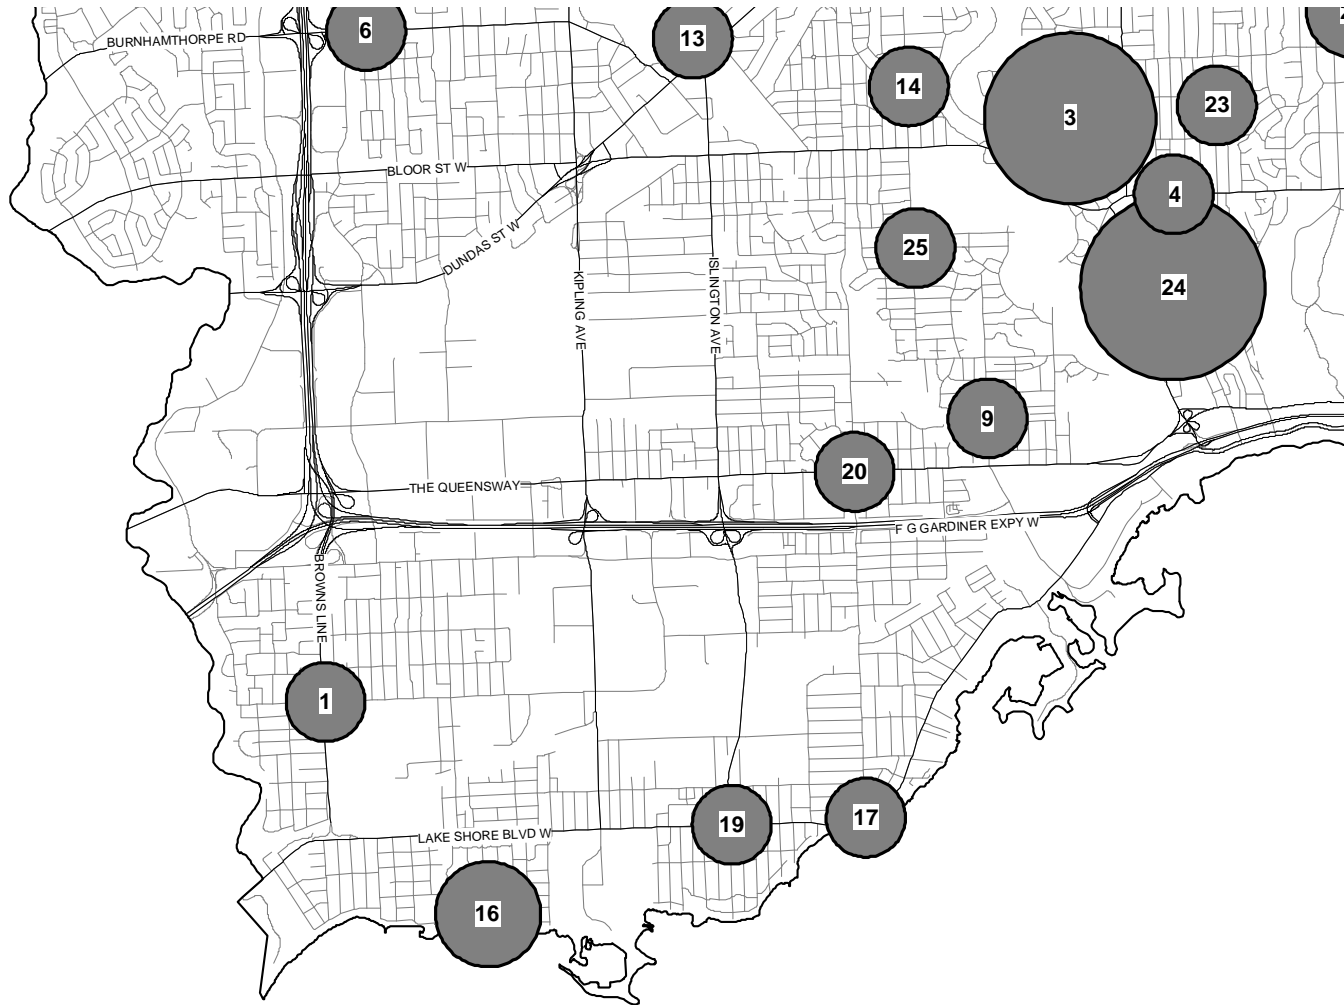 6
13
BURNHAMTHORPE RD
14
3
23
BLOOR ST W
4
DUNDAS ST W
25
KIPLING AVE
ISLINGTON AVE
24
9
20
THE QUEENSWAY
F G GARDINER EXPY W
BROWNS LINE
1
17
19
LAKE SHORE BLVD W
16